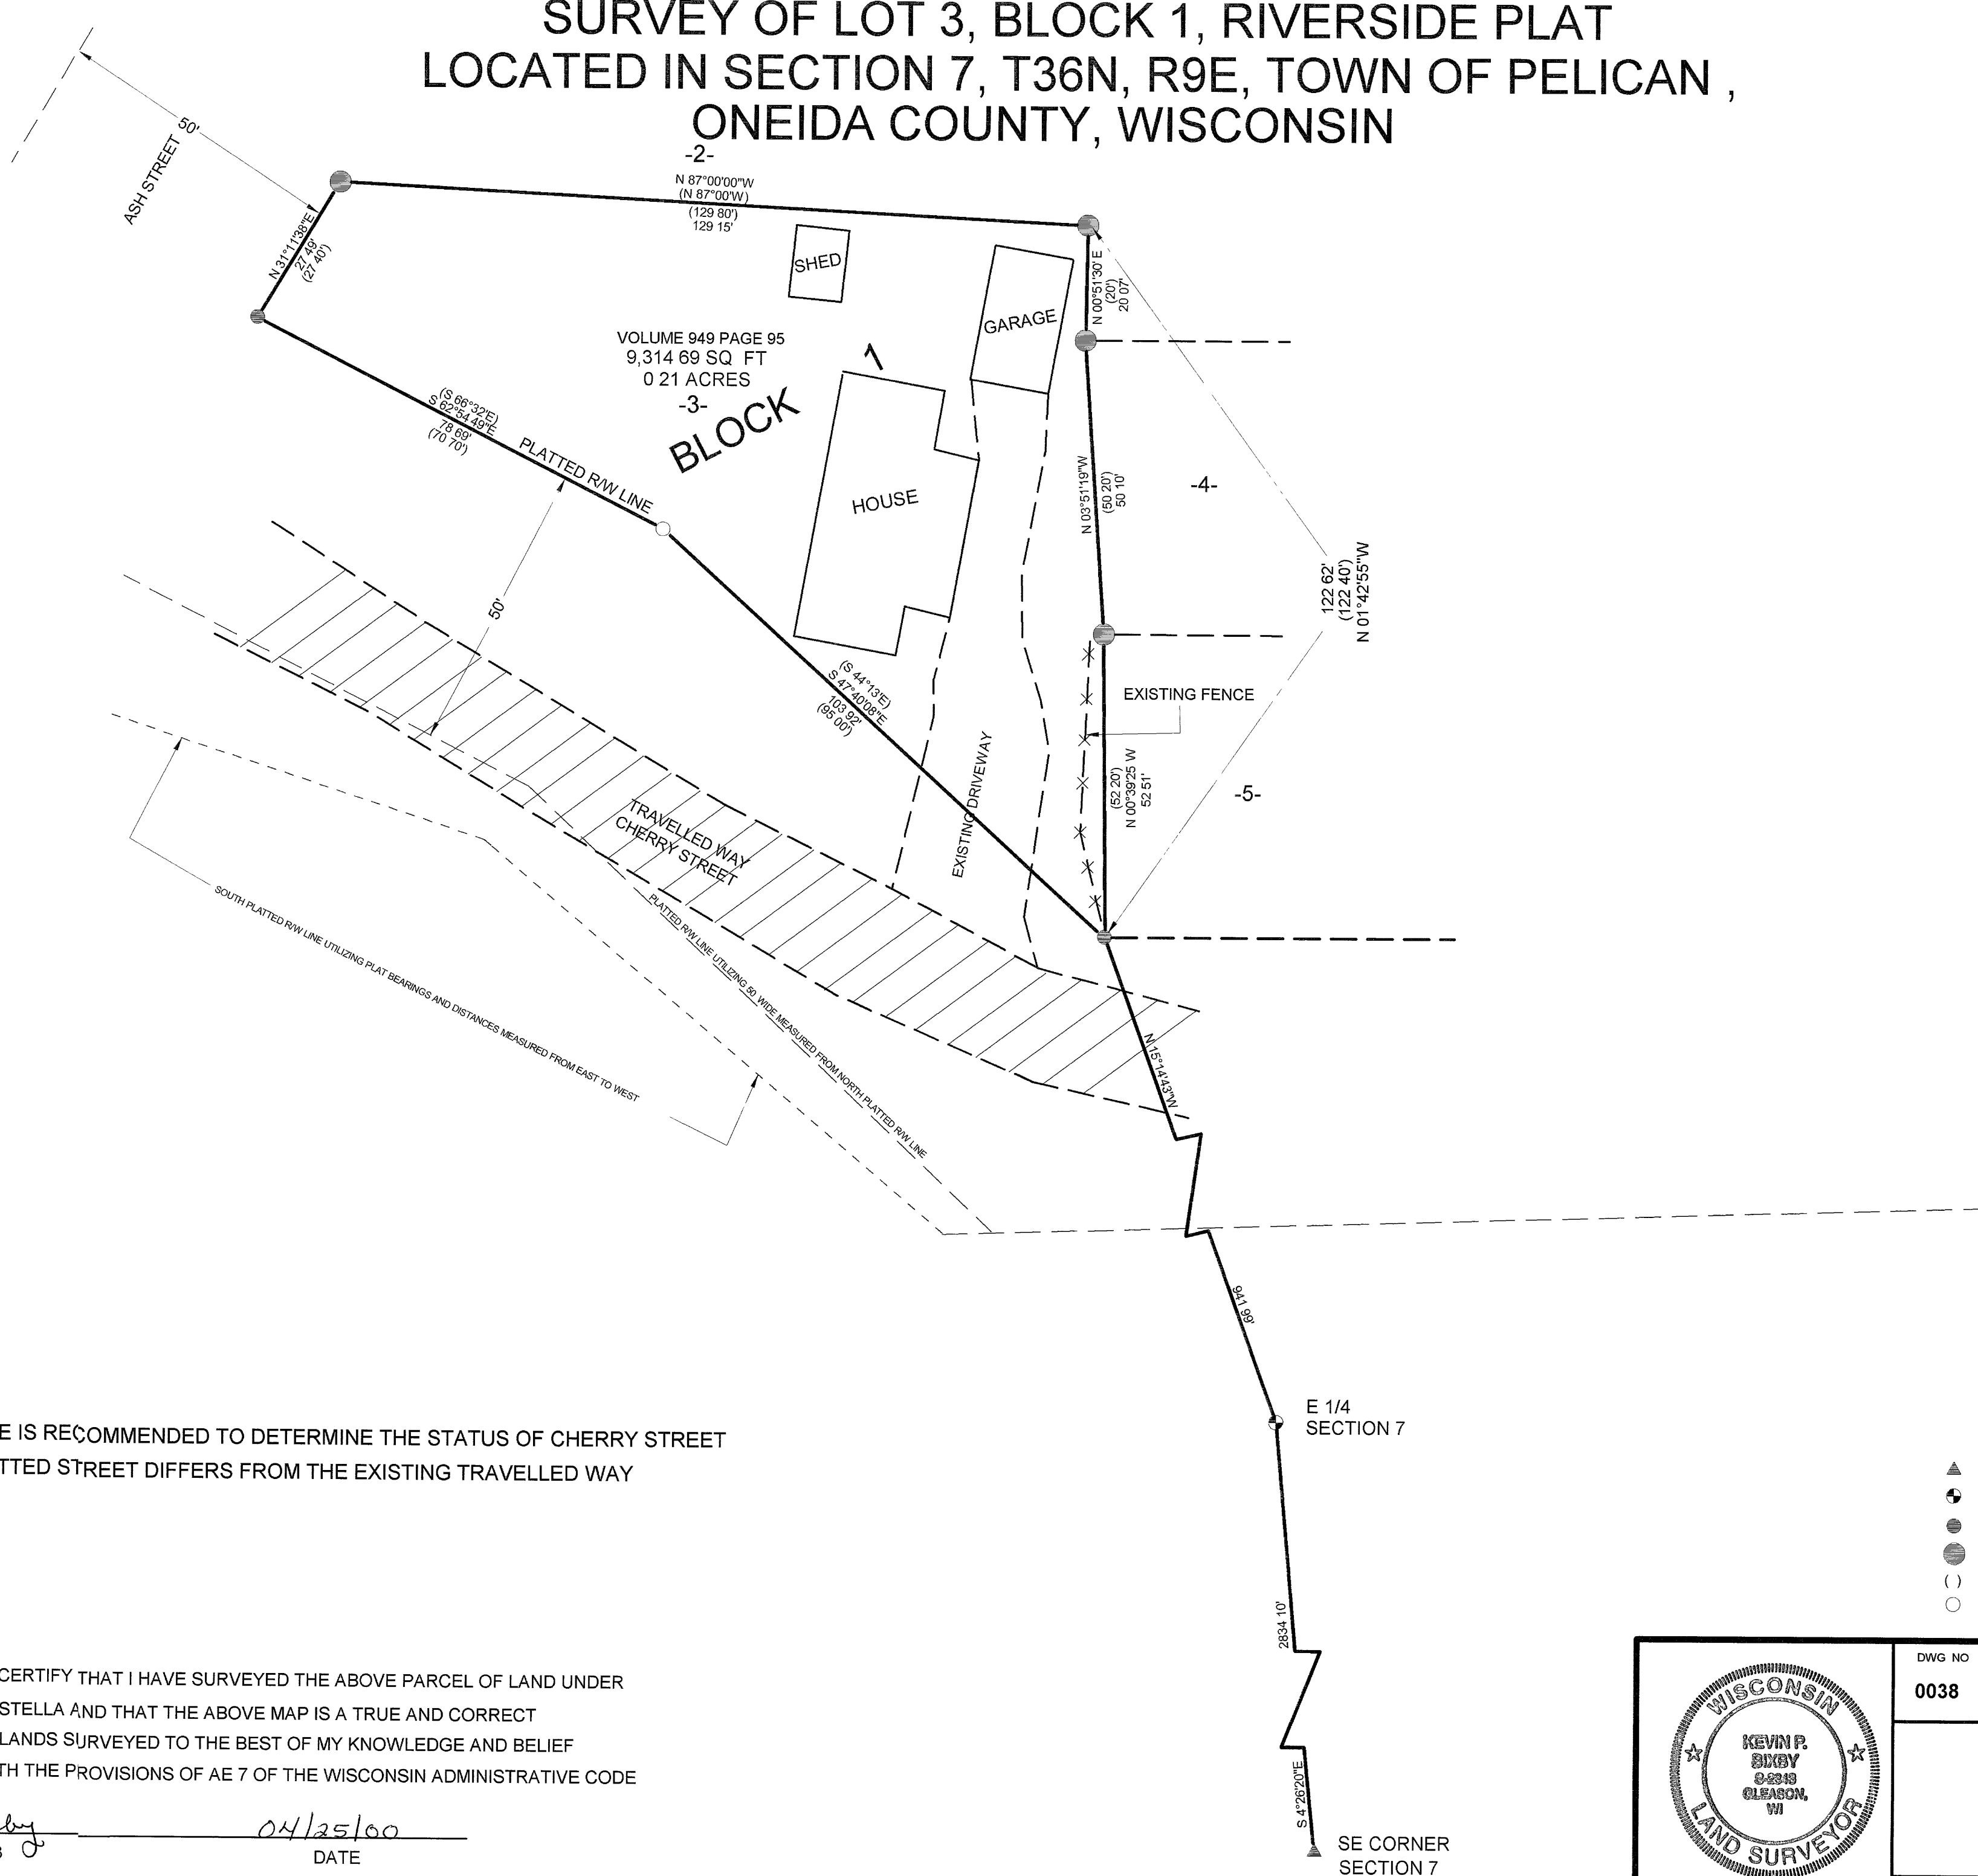 SURVEY OF LOT 3, BLOCK 1, RIVERSIDE PLAT
LOCATED IN SECTION 7, T36N, R9E, TOWN OF PELICAN ,
ONEIDA COUNTY, WISCONSIN
50'
ASH STREET
-2-
N 87°00'00"W
(N 87°00'W)
(129 80')
129 15'
N 31°11'38"E
27 49'
(27 40')
SHED
GARAGE
N 00°51'30' E
(20')
20 07'
VOLUME 949 PAGE 95
9,314 69 SQ FT
0 21 ACRES
-3-
BLOCK 1
(S 66°32'E)
S 62°54 49"E
78 69'
(70 70')
PLATTED R/W LINE
HOUSE
N 03°51'19"W
(50 20')
50 10'
-4-
122 62'
(122 40')
N 01°42'55"W
50'
(S 44°13'E)
S 47°40'08"E
103 92'
(95 00')
EXISTING FENCE
EXISTING DRIVEWAY
(52 20')
N 00°39'25 W
52 51'
-5-
TRAVELLED WAY
CHERRY STREET
SOUTH PLATTED R/W LINE UTILIZING PLAT BEARINGS AND DISTANCES MEASURED FROM EAST TO WEST
PLATTED R/W LINE UTILIZING 50 WIDE MEASURED FROM NORTH PLATTED R/W LINE
N 15°14'43"W
941 99'
E 1/4
SECTION 7
E IS RECOMMENDED TO DETERMINE THE STATUS OF CHERRY STREET
TTED STREET DIFFERS FROM THE EXISTING TRAVELLED WAY
2834 10'
( )
CERTIFY THAT I HAVE SURVEYED THE ABOVE PARCEL OF LAND UNDER
STELLA AND THAT THE ABOVE MAP IS A TRUE AND CORRECT
LANDS SURVEYED TO THE BEST OF MY KNOWLEDGE AND BELIEF
TH THE PROVISIONS OF AE 7 OF THE WISCONSIN ADMINISTRATIVE CODE
by
04/25/00
DATE
S 4°26'20"E
SE CORNER
SECTION 7
WISCONSIN
KEVIN P.
BIXBY
GLEASON,
WI
LAND SURVEYOR
DWG NO
0038